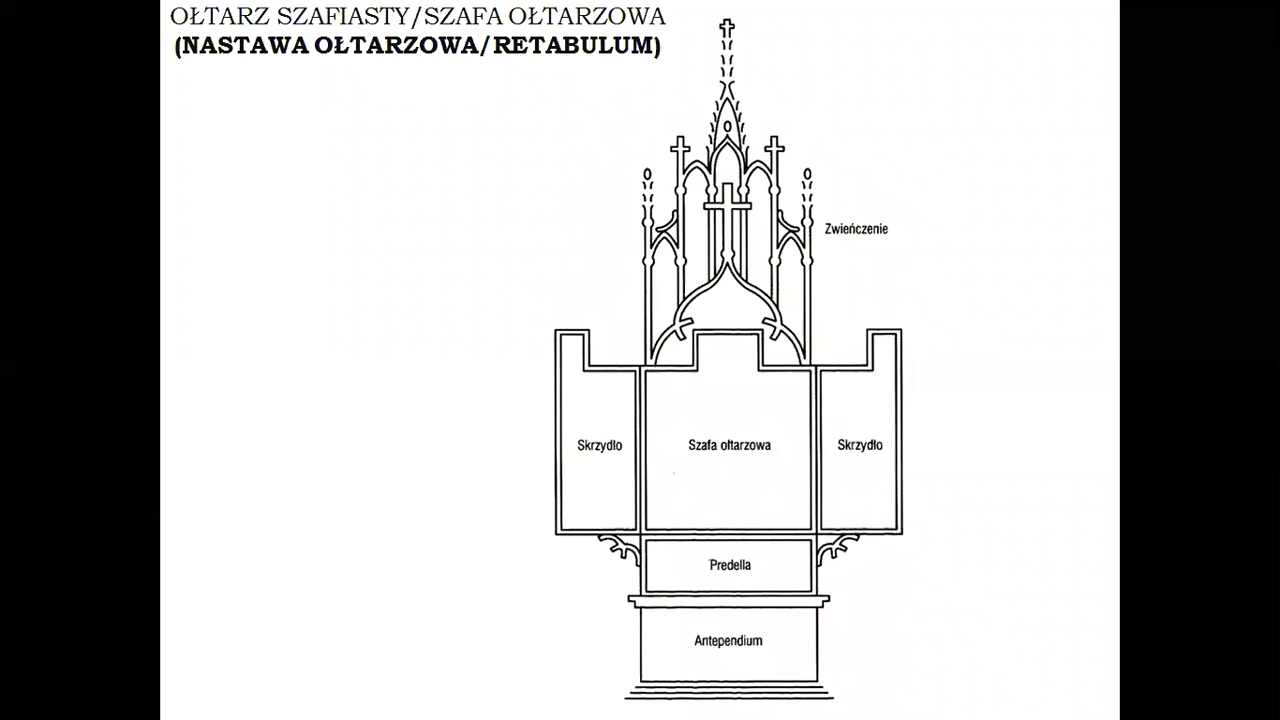 OŁTARZ SZAFIASTY/SZAFA OŁTARZOWA
(NASTAWA OŁTARZOWA/RETABULUM)
Zwieńczenie
Skrzydło
Szafa ołtarzowa
Skrzydło
Predella
Antependium